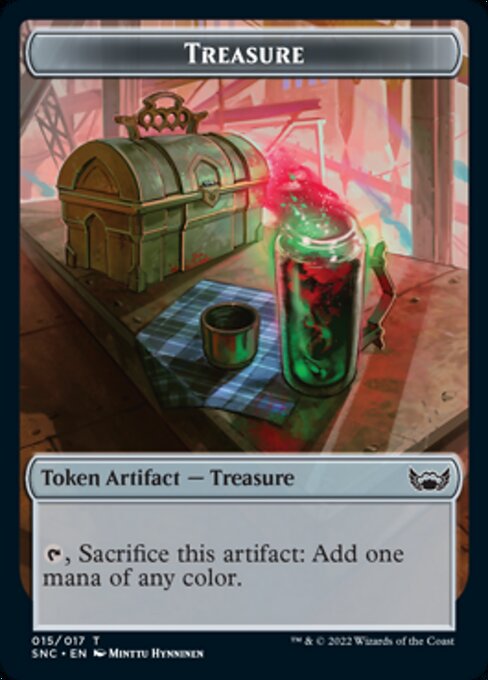 Treasure
Token Artifact — Treasure
, Sacrifice this artifact: Add one
mana of any color.
015/017 T
SNC • EN Minttu Hynninen
™ & © 2022 Wizards of the Coast